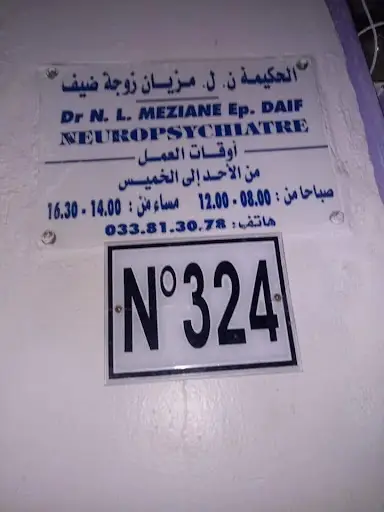 الحكيمة ن. ل. مزيان زوجة ضيف
Dr N. L. MEZIANE Ep. DAIF
NEUROPSYCHIATRE
أوقات العمل
من الأحد إلى الخميس
صباحا من : 08.00 - 12.00 مساء من : 14.00 - 16.30
هاتف : 033.81.30.78
N° 324